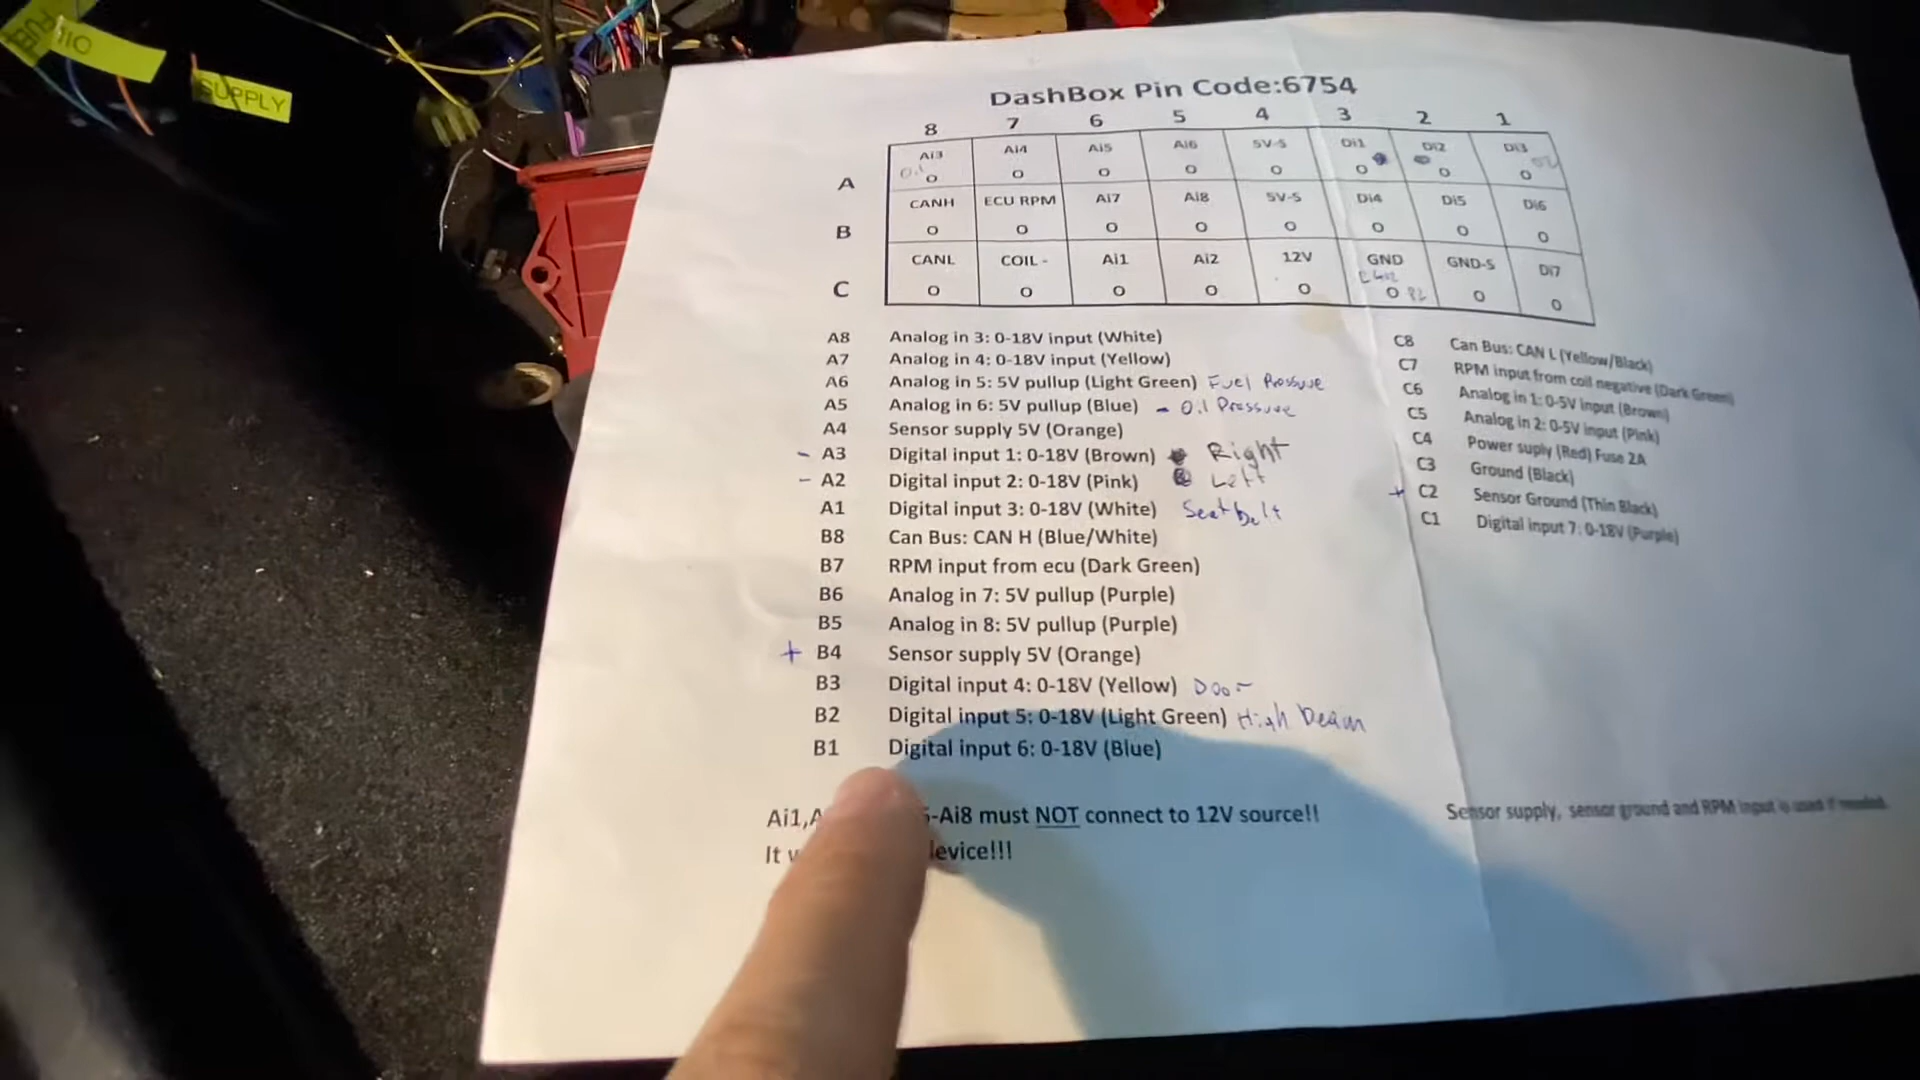 MIO
SUPPLY
DashBox Pin Code:6754
8 7 6 5 4 3 2 1
A
Ai3 Ai4 Ai5 Ai6 5V-S Di1 Di2 Di3
B
CANH ECU RPM Ai7 Ai8 5V-S Di4 Di5 Di6
C
CANL COIL - Ai1 Ai2 12V GND GND-S Di7
A8 Analog in 3: 0-18V input (White)
A7 Analog in 4: 0-18V input (Yellow)
A6 Analog in 5: 5V pullup (Light Green) Fuel Pressure
A5 Analog in 6: 5V pullup (Blue) - Oil Pressure
A4 Sensor supply 5V (Orange)
- A3 Digital input 1: 0-18V (Brown) Right
- A2 Digital input 2: 0-18V (Pink) Left
A1 Digital input 3: 0-18V (White) Seat belt
B8 Can Bus: CAN H (Blue/White)
B7 RPM input from ecu (Dark Green)
B6 Analog in 7: 5V pullup (Purple)
B5 Analog in 8: 5V pullup (Purple)
+ B4 Sensor supply 5V (Orange)
B3 Digital input 4: 0-18V (Yellow) Door
B2 Digital input 5: 0-18V (Light Green) High beam
B1 Digital input 6: 0-18V (Blue)
C8 Can Bus: CAN L (Yellow/Black)
C7 RPM input from coil negative (Dark Green)
C6 Analog in 1: 0-5V input (Brown)
C5 Analog in 2: 0-5V input (Pink)
C4 Power suply (Red) Fuse 2A
C3 Ground (Black)
+ C2 Sensor Ground (Thin Black)
C1 Digital input 7: 0-18V (Purple)
Ai1, -Ai8 must NOT connect to 12V source!!
It device!!!
Sensor supply, sensor ground and RPM input is used if needed.